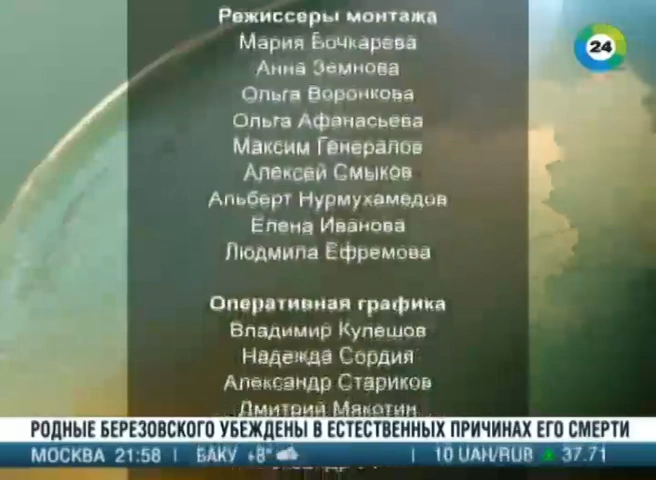 Режиссеры монтажа
Мария Бочкарева
24
Анна Земнова
Ольга Воронкова
Ольга Афанасьева
Максим Генералов
Алексей Смыков
Альберт Нурмухамедов
Елена Иванова
Людмила Ефремова
Оперативная графика
Владимир Кулешов
Надежда Сордия
Александр Стариков
Дмитрий Мякотин
РОДНЫЕ БЕРЕЗОВСКОГО УБЕЖДЕНЫ В ЕСТЕСТВЕННЫХ ПРИЧИНАХ ЕГО СМЕРТИ
МОСКВА 21:58 | БАКУ +8° | 10 UAH/RUB ▲ 37.71